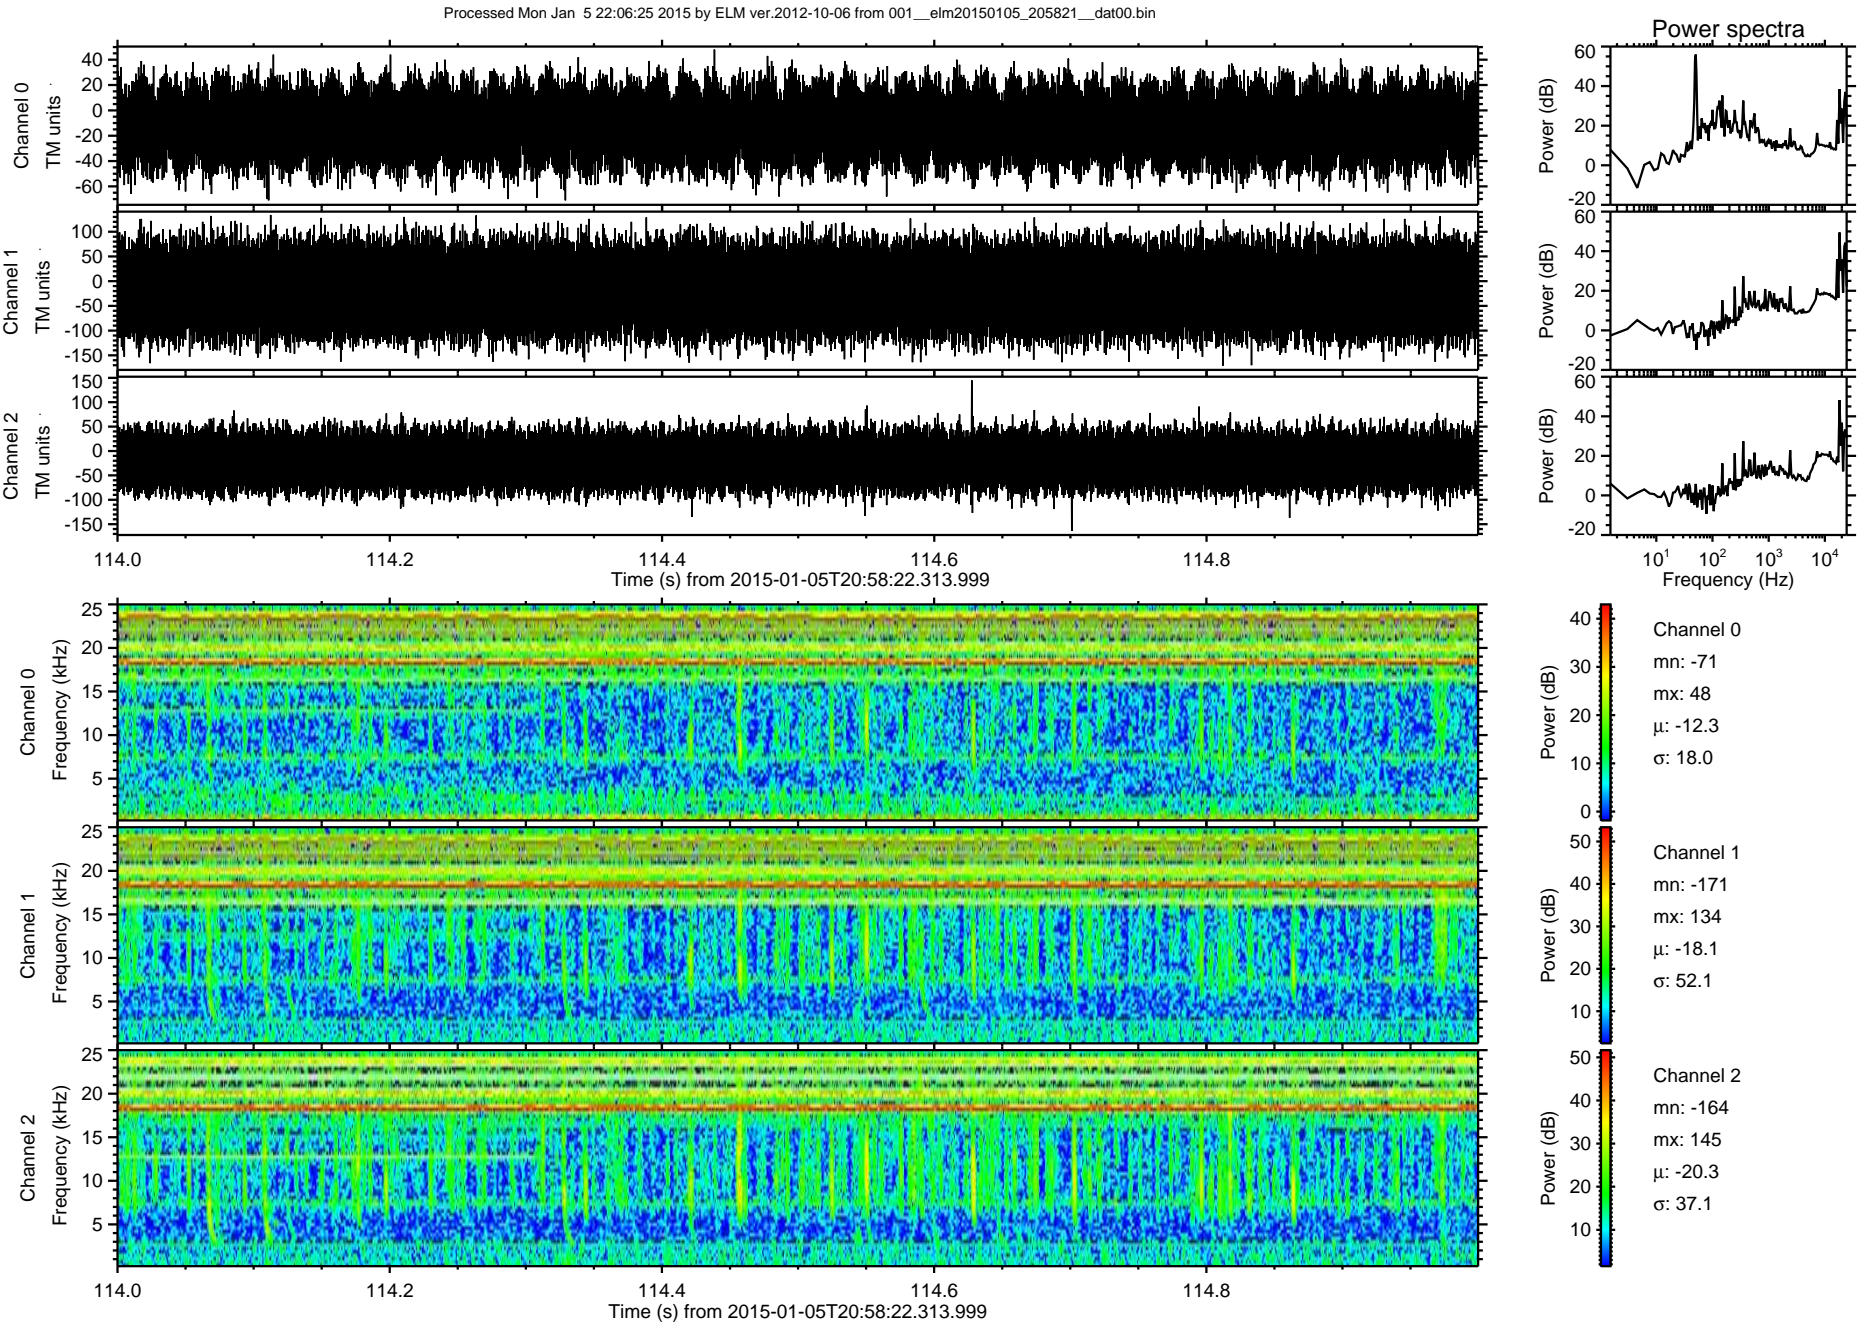 Processed Mon Jan  5 22:06:25 2015 by ELM ver.2012-10-06 from 001__elm20150105_205821__dat00.bin
Power spectra
Channel 0
TM units
40
20
0
-20
-40
-60
Power (dB)
60
40
20
0
-20
Channel 1
TM units
100
50
0
-50
-100
-150
Power (dB)
60
40
20
0
-20
Channel 2
TM units
150
100
50
0
-50
-100
-150
Power (dB)
60
40
20
0
-20
114.0 114.2 114.4 114.6 114.8
Time (s) from 2015-01-05T20:58:22.313.999
10^1 10^2 10^3 10^4
Frequency (Hz)
Channel 0
Frequency (kHz)
25
20
15
10
5
Power (dB)
40
30
20
10
0
Channel 0
mn: -71
mx: 48
μ: -12.3
σ: 18.0
Channel 1
Frequency (kHz)
25
20
15
10
5
Power (dB)
50
40
30
20
10
Channel 1
mn: -171
mx: 134
μ: -18.1
σ: 52.1
Channel 2
Frequency (kHz)
25
20
15
10
5
Power (dB)
50
40
30
20
10
Channel 2
mn: -164
mx: 145
μ: -20.3
σ: 37.1
114.0 114.2 114.4 114.6 114.8
Time (s) from 2015-01-05T20:58:22.313.999